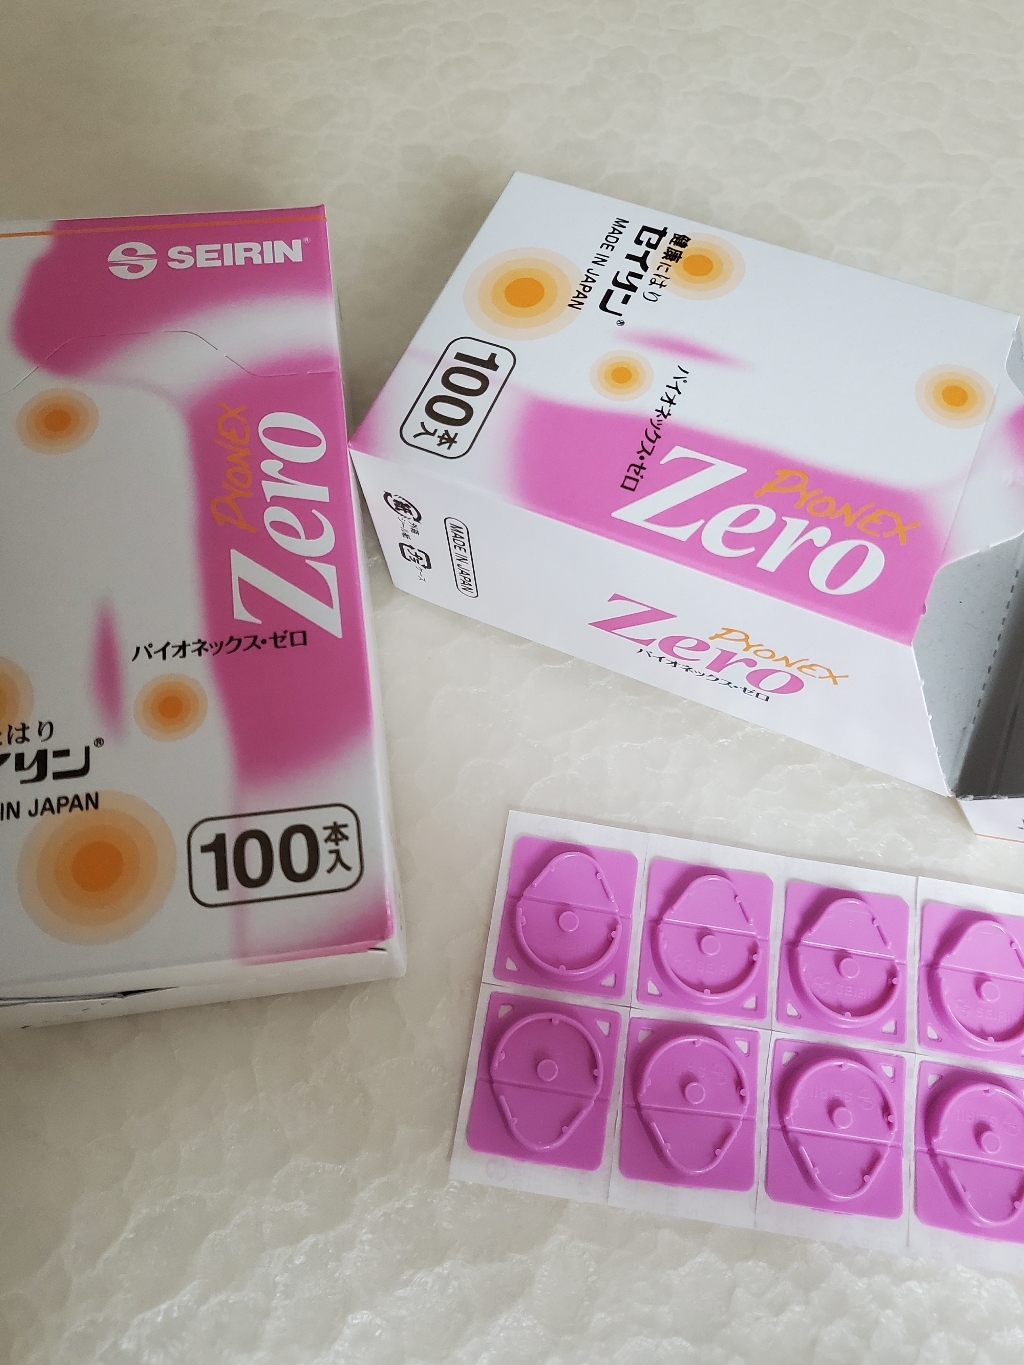 SEIRIN®
PYONEX
Zero
パイオネックス・ゼロ
はり
イリン®
IN JAPAN
100本入
健康にはり
セイリン®
MADE IN JAPAN
100本入
パイオネックス・ゼロ
PYONEX
Zero
MADE IN JAPAN
PYONEX
Zero
パイオネックス・ゼロ